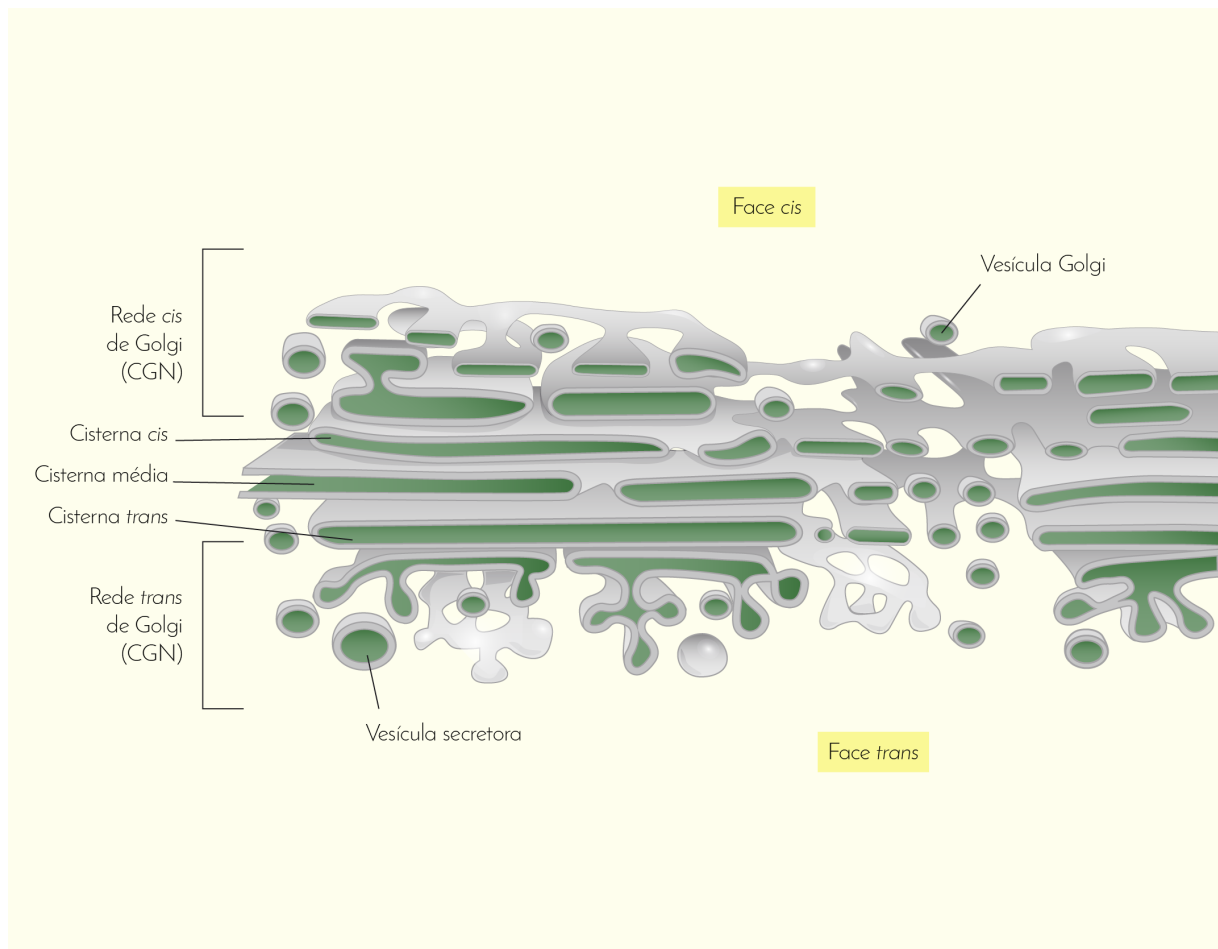 Face cis
Vesícula Golgi
Rede cis
de Golgi
(CGN)
Cisterna cis
Cisterna média
Cisterna trans
Rede trans
de Golgi
(CGN)
Vesícula secretora
Face trans